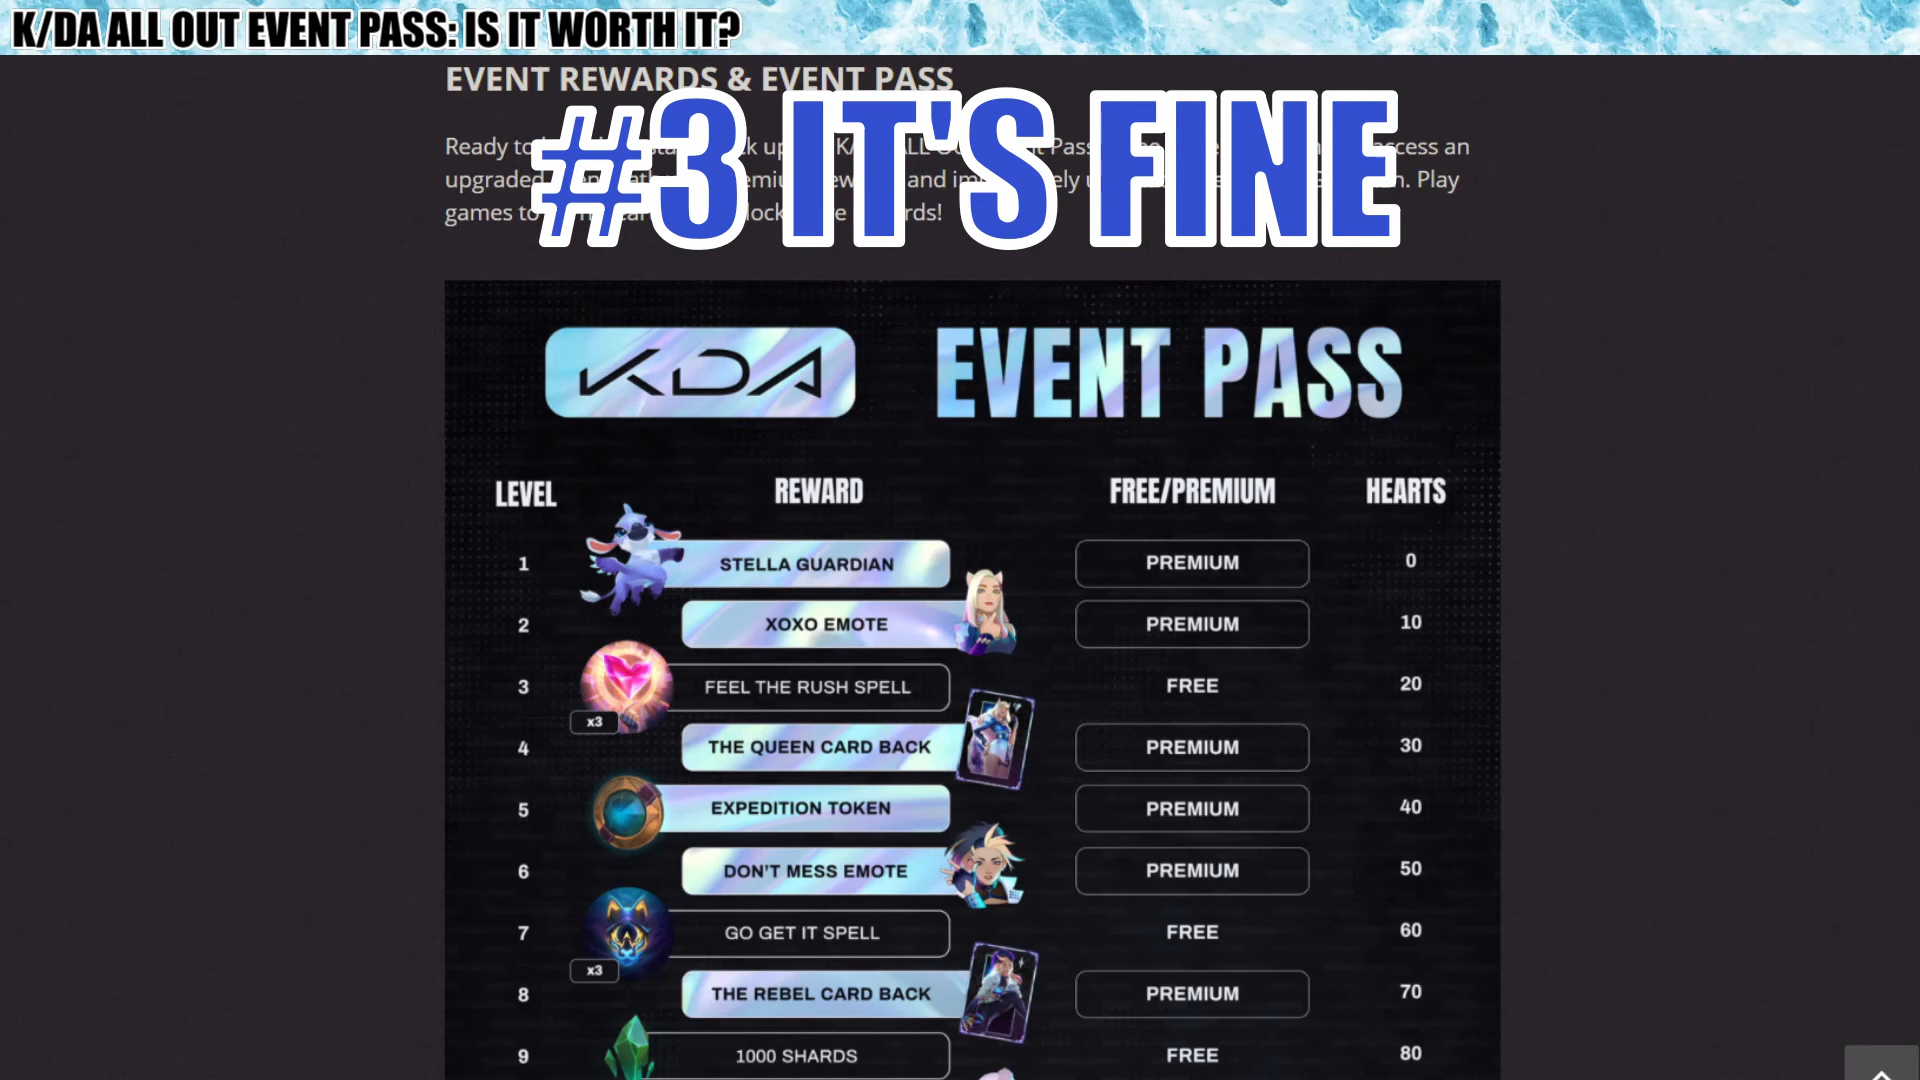 K/DA ALL OUT EVENT PASS: IS IT WORTH IT?
EVENT REWARDS & EVENT PASS
#3 IT'S FINE
Ready to
access an
upgraded
and
Play
games to
KDA EVENT PASS
LEVEL REWARD FREE/PREMIUM HEARTS
1 STELLA GUARDIAN PREMIUM 0
2 XOXO EMOTE PREMIUM 10
3 FEEL THE RUSH SPELL FREE 20
x3
4 THE QUEEN CARD BACK PREMIUM 30
5 EXPEDITION TOKEN PREMIUM 40
6 DON'T MESS EMOTE PREMIUM 50
7 GO GET IT SPELL FREE 60
x3
8 THE REBEL CARD BACK PREMIUM 70
9 1000 SHARDS FREE 80